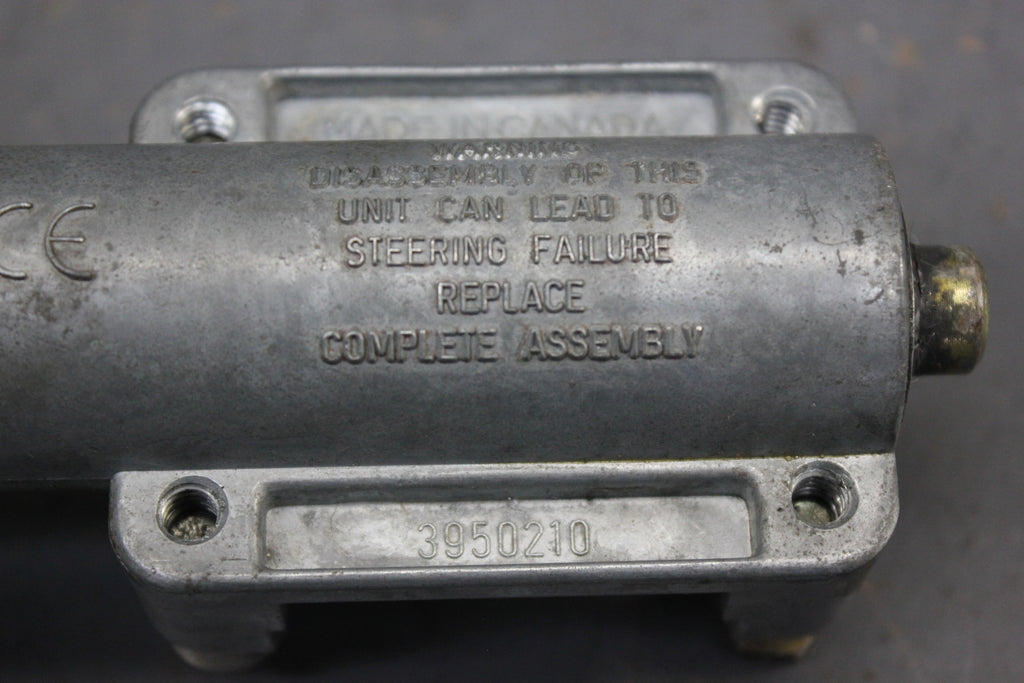 MADE IN CANADA
WARNING
DISASSEMBLY OF THIS
UNIT CAN LEAD TO
STEERING FAILURE
REPLACE
COMPLETE ASSEMBLY
CE
3950210